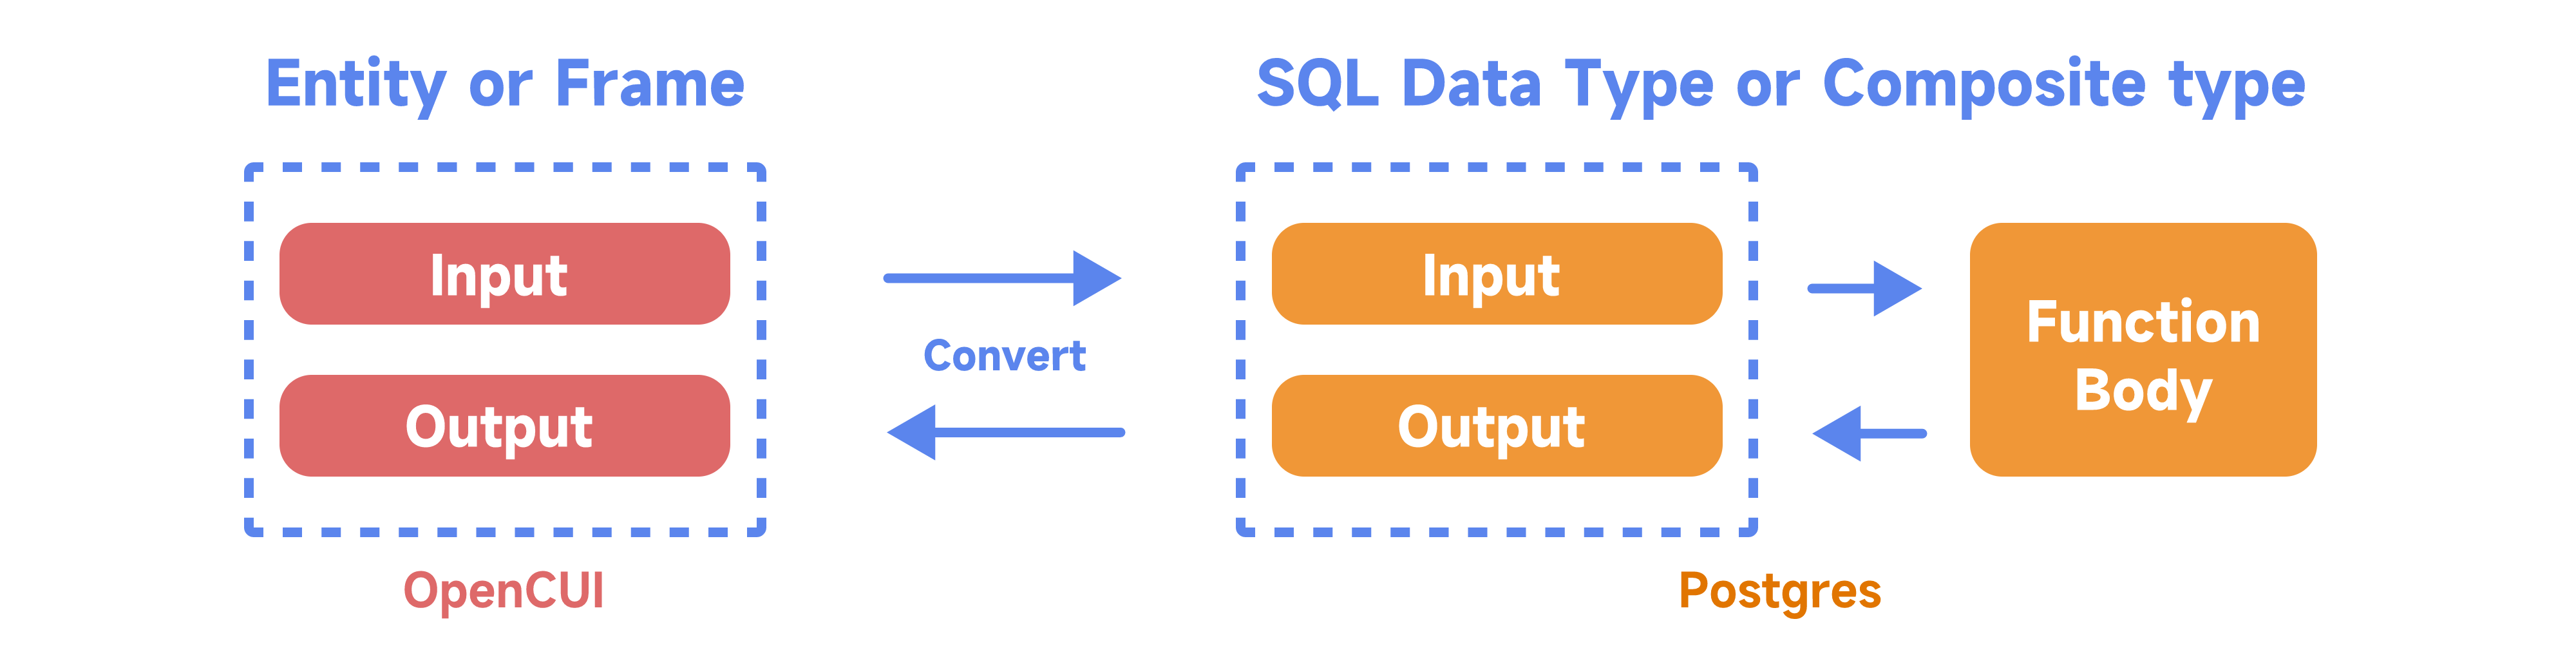 Entity or Frame
SQL Data Type or Composite type
Input
Output
OpenCUI
Convert
Input
Output
Function
Body
Postgres